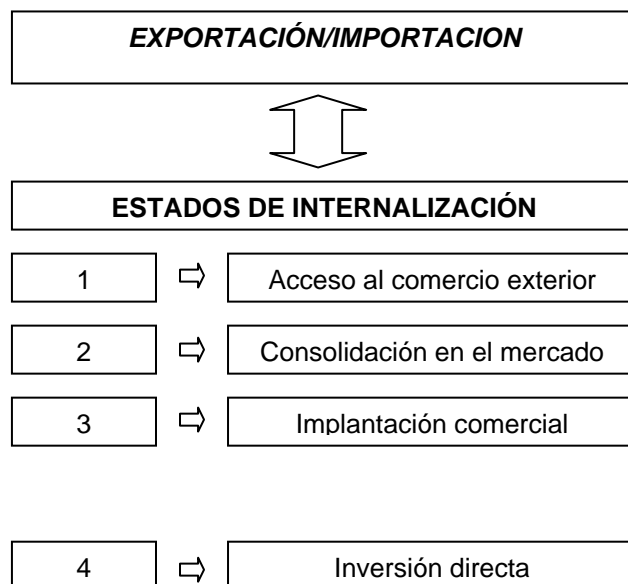 EXPORTACIÓN/IMPORTACION
ESTADOS DE INTERNALIZACIÓN
1 Acceso al comercio exterior
2 Consolidación en el mercado
3 Implantación comercial
4 Inversión directa